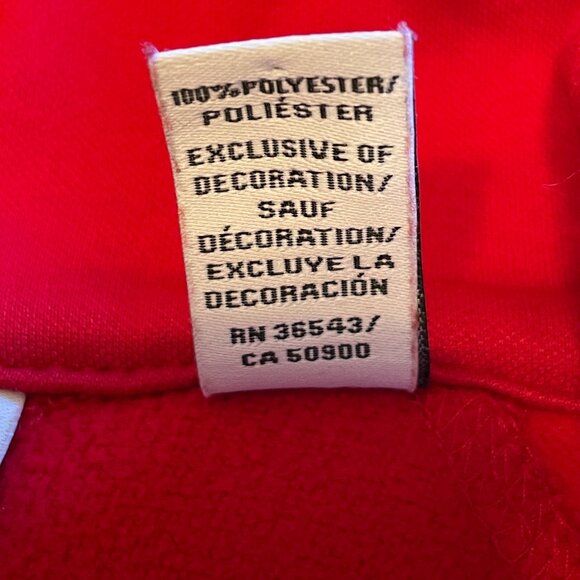 100%POLYESTER/
POLIÉSTER
EXCLUSIVE OF
DECORATION/
SAUF
DÉCORATION/
EXCLUYE LA
DECORACIÓN
RN 36543/
CA 50900